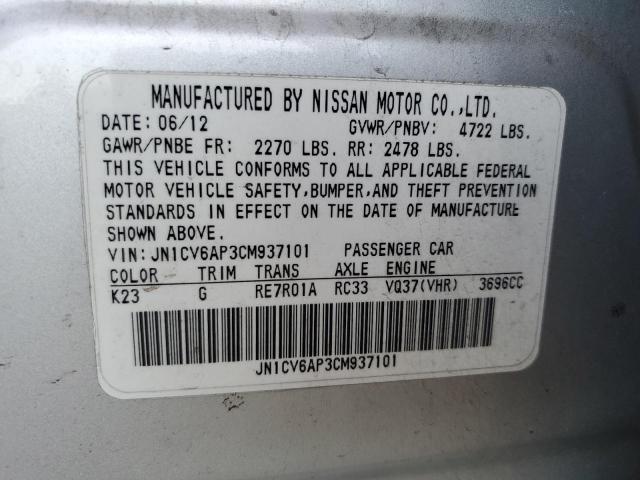 MANUFACTURED BY NISSAN MOTOR CO.,LTD.
DATE: 06/12 GVWR/PNBV: 4722 LBS.
GAWR/PNBE FR: 2270 LBS. RR: 2478 LBS.
THIS VEHICLE CONFORMS TO ALL APPLICABLE FEDERAL
MOTOR VEHICLE SAFETY,BUMPER,AND THEFT PREVENTION
STANDARDS IN EFFECT ON THE DATE OF MANUFACTURE
SHOWN ABOVE.
VIN: JN1CV6AP3CM937101 PASSENGER CAR
COLOR TRIM TRANS AXLE ENGINE
K23 G RE7R01A RC33 VQ37(VHR) 3696CC
JN1CV6AP3CM937101